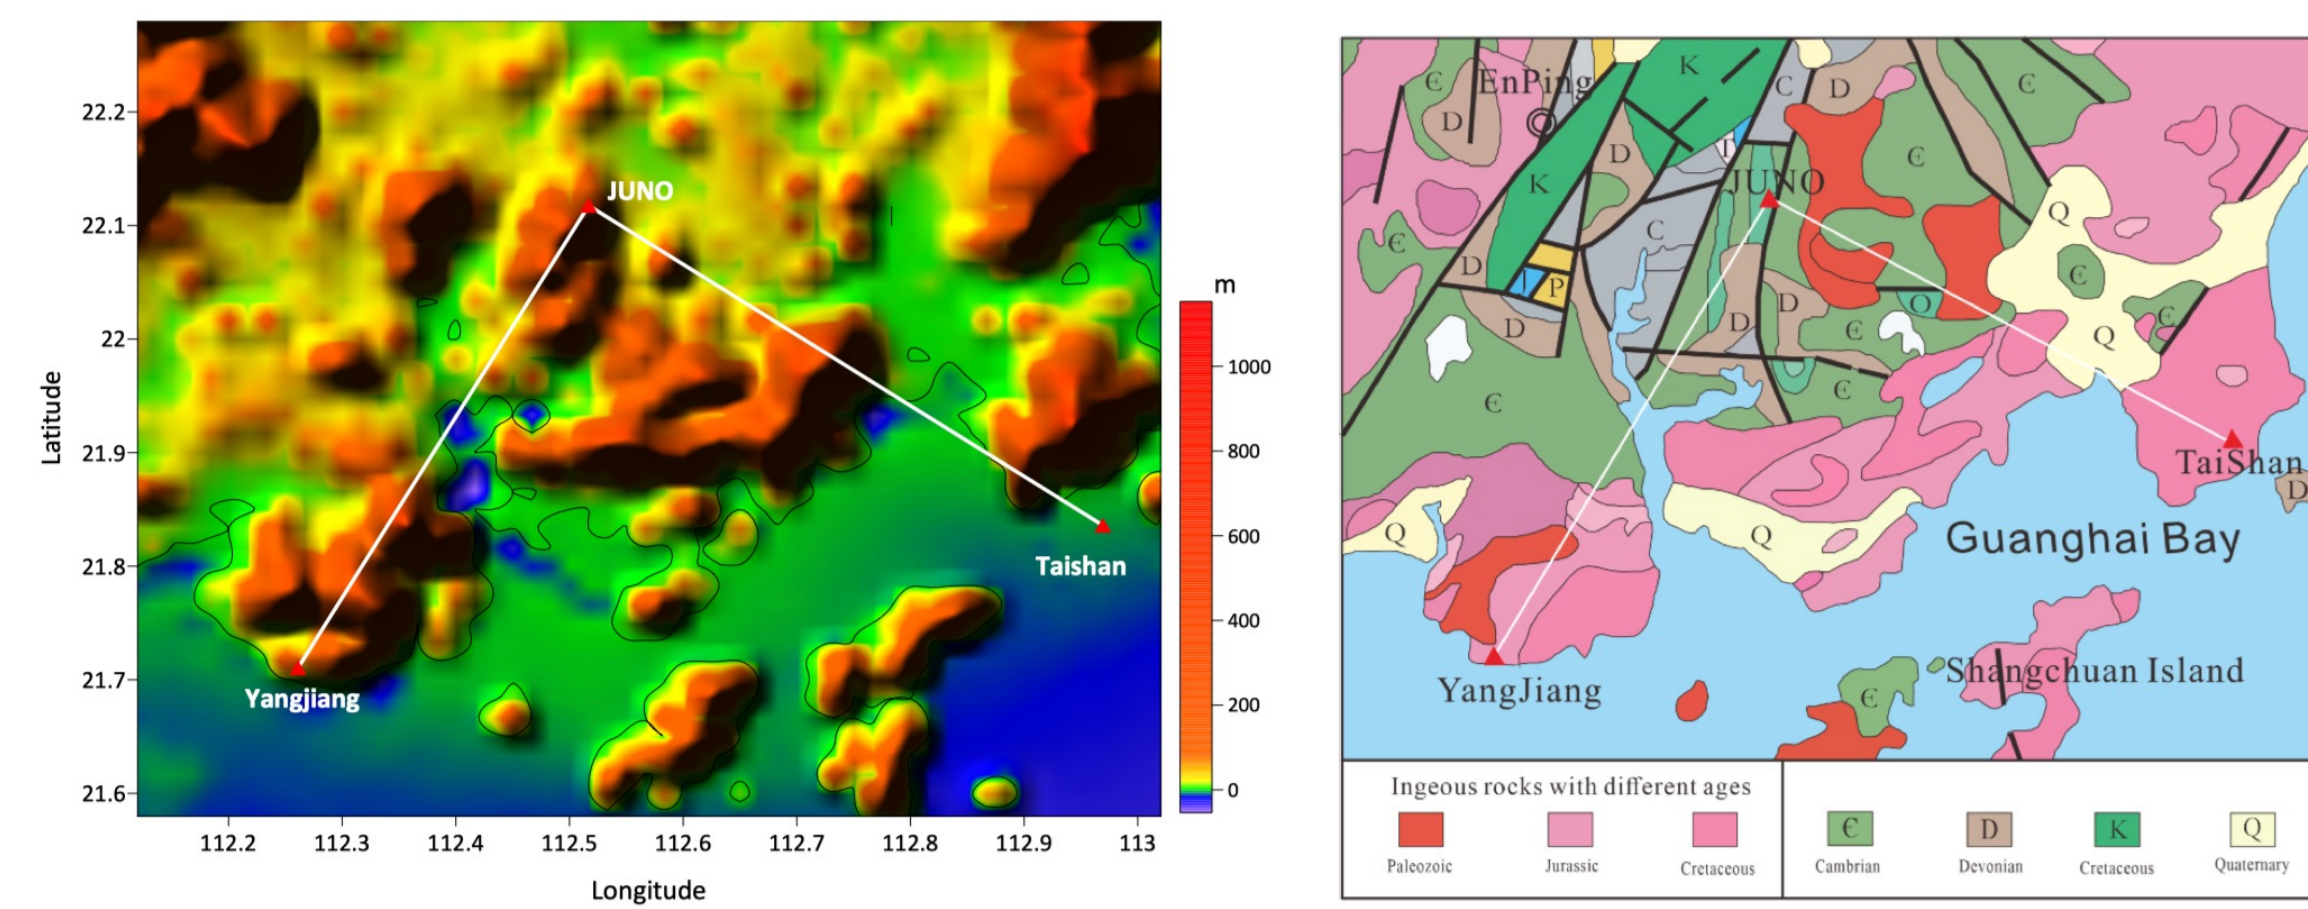 22.2
22.1
22
21.9
21.8
21.7
21.6
Latitude
112.2 112.3 112.4 112.5 112.6 112.7 112.8 112.9 113
Longitude
JUNO
Taishan
Yangjiang
m
1000
800
600
400
200
0
Є EnPing K C D Є
D D
D Є
K JUNO
Q
Є C
D Є
J P
D D O
D Є Є
Q
Є Є
TaiShan
D
Q Q Guanghai Bay
YangJiang Є Shangchuan Island
Ingeous rocks with different ages
Є D K Q
Paleozoic Jurassic Cretaceous Cambrian Devonian Cretaceous Quaternary